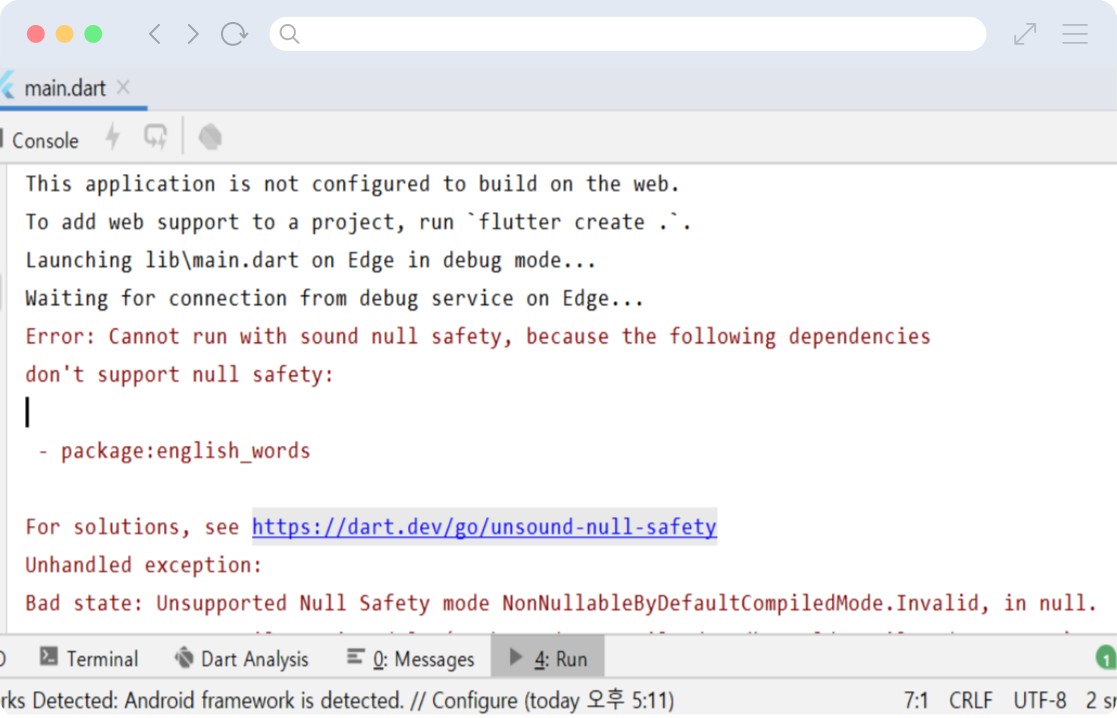 main.dart
Console
This application is not configured to build on the web.
To add web support to a project, run `flutter create .`.
Launching lib\main.dart on Edge in debug mode...
Waiting for connection from debug service on Edge...
Error: Cannot run with sound null safety, because the following dependencies
don't support null safety:
- package:english_words
For solutions, see https://dart.dev/go/unsound-null-safety
Unhandled exception:
Bad state: Unsupported Null Safety mode NonNullableByDefaultCompiledMode.Invalid, in null.
Terminal Dart Analysis 0: Messages 4: Run 1
rks Detected: Android framework is detected. // Configure (today 오후 5:11) 7:1 CRLF UTF-8 2 sp